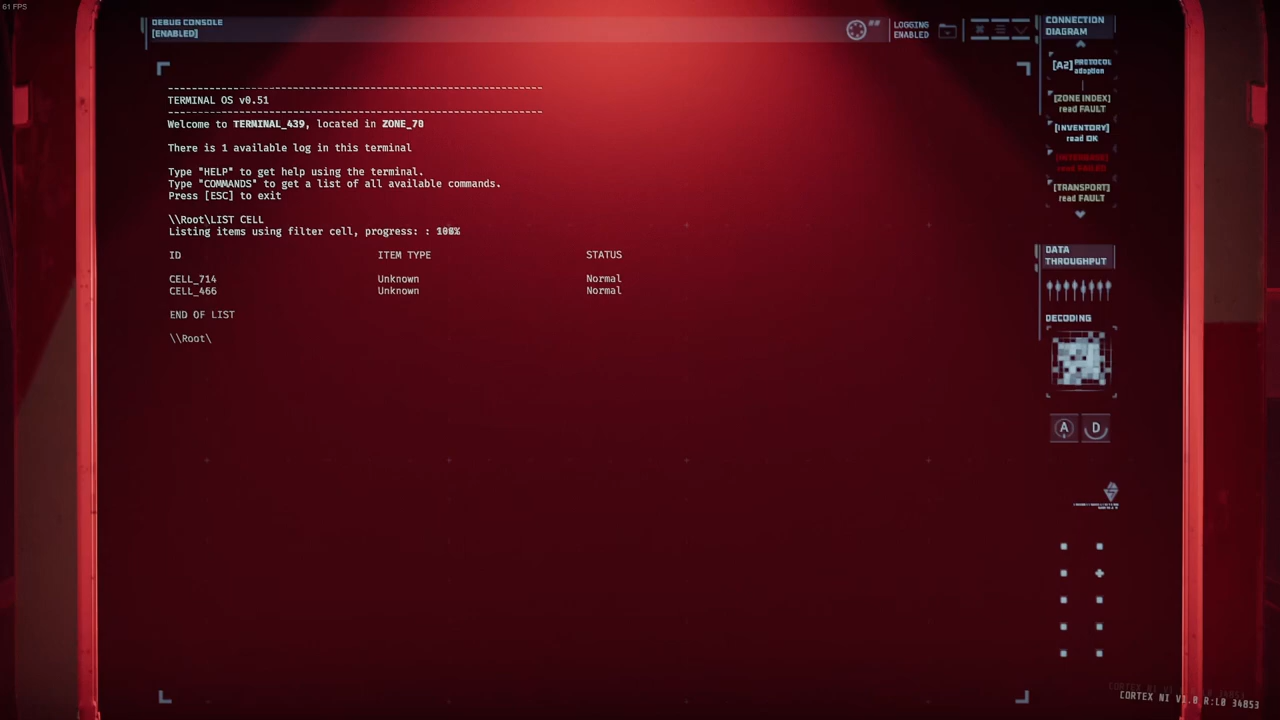 61 FPS
DEBUG CONSOLE
[ENABLED]
LOGGING
ENABLED
--------------------------------------------------------------
TERMINAL OS v0.51
--------------------------------------------------------------
Welcome to TERMINAL_439, located in ZONE_70
There is 1 available log in this terminal
Type "HELP" to get help using the terminal.
Type "COMMANDS" to get a list of all available commands.
Press [ESC] to exit
\\Root\LIST CELL
Listing items using filter cell, progress: : 100%
ID ITEM TYPE STATUS
CELL_714 Unknown Normal
CELL_466 Unknown Normal
END OF LIST
\\Root\
CONNECTION
DIAGRAM
[A2] PROTOCOL
adoption
[ZONE INDEX]
read FAULT
[INVENTORY]
read OK
read FAILED
[TRANSPORT]
read FAULT
DATA
THROUGHPUT
DECODING
A D
CORTEX NI V1.0 R:L0 34853